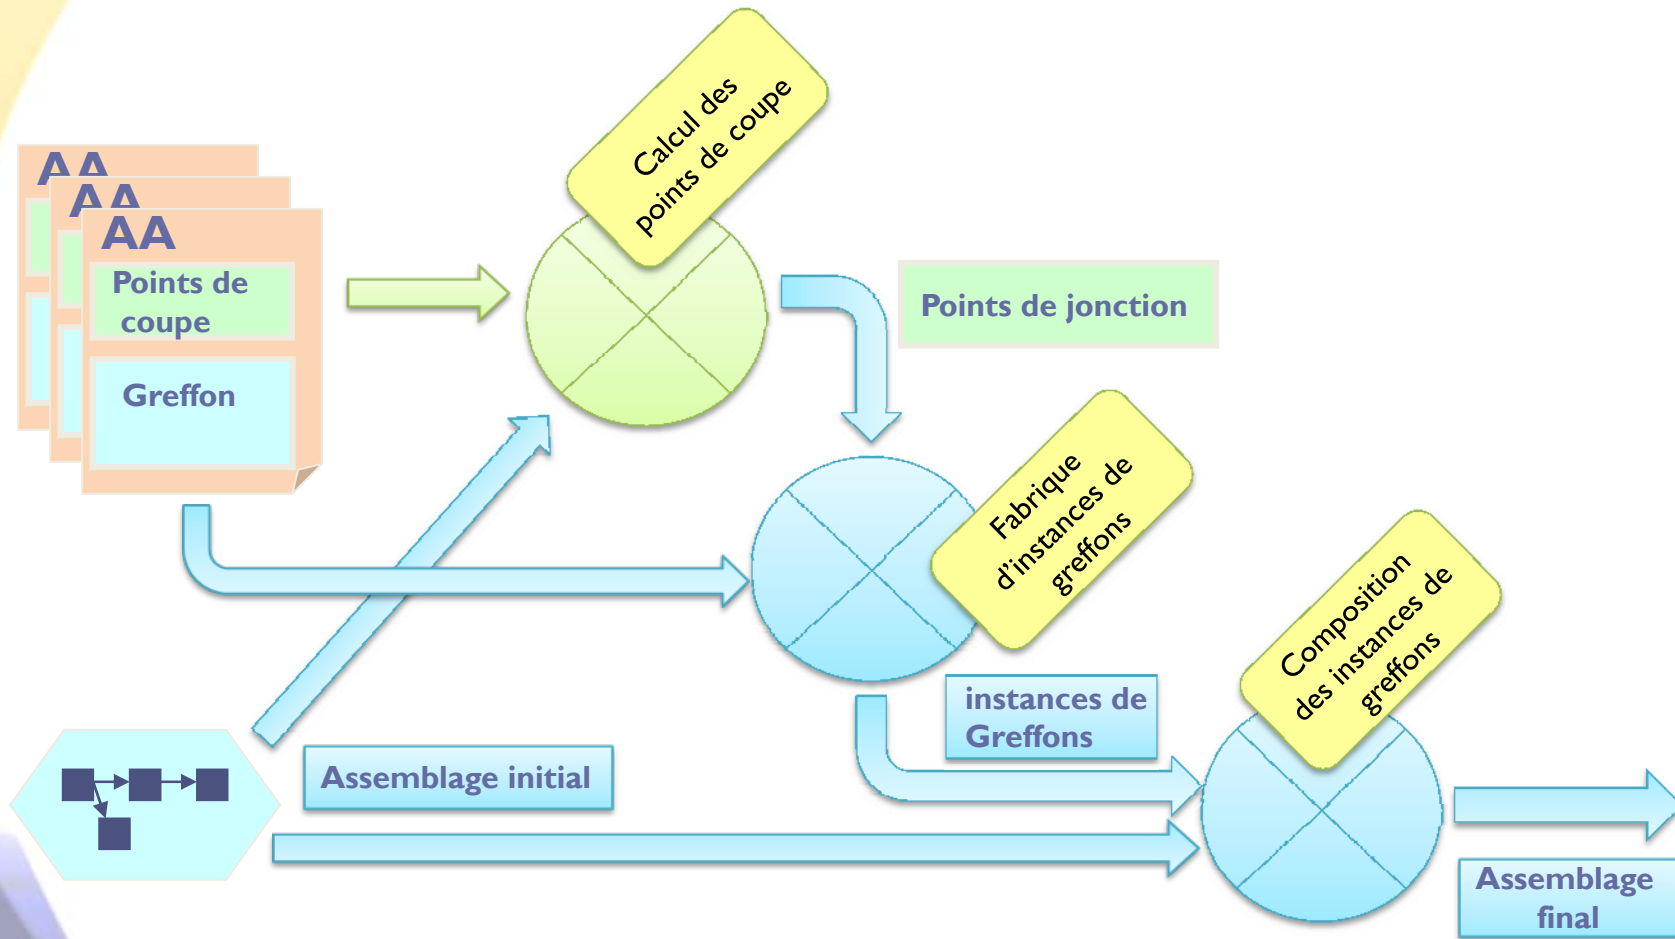 Calcul des
points de coupe
AA
AA
AA
Points de
coupe
Greffon
Points de jonction
Fabrique
d'instances de
greffons
Composition
des instances de
greffons
instances de
Greffons
Assemblage initial
Assemblage
final